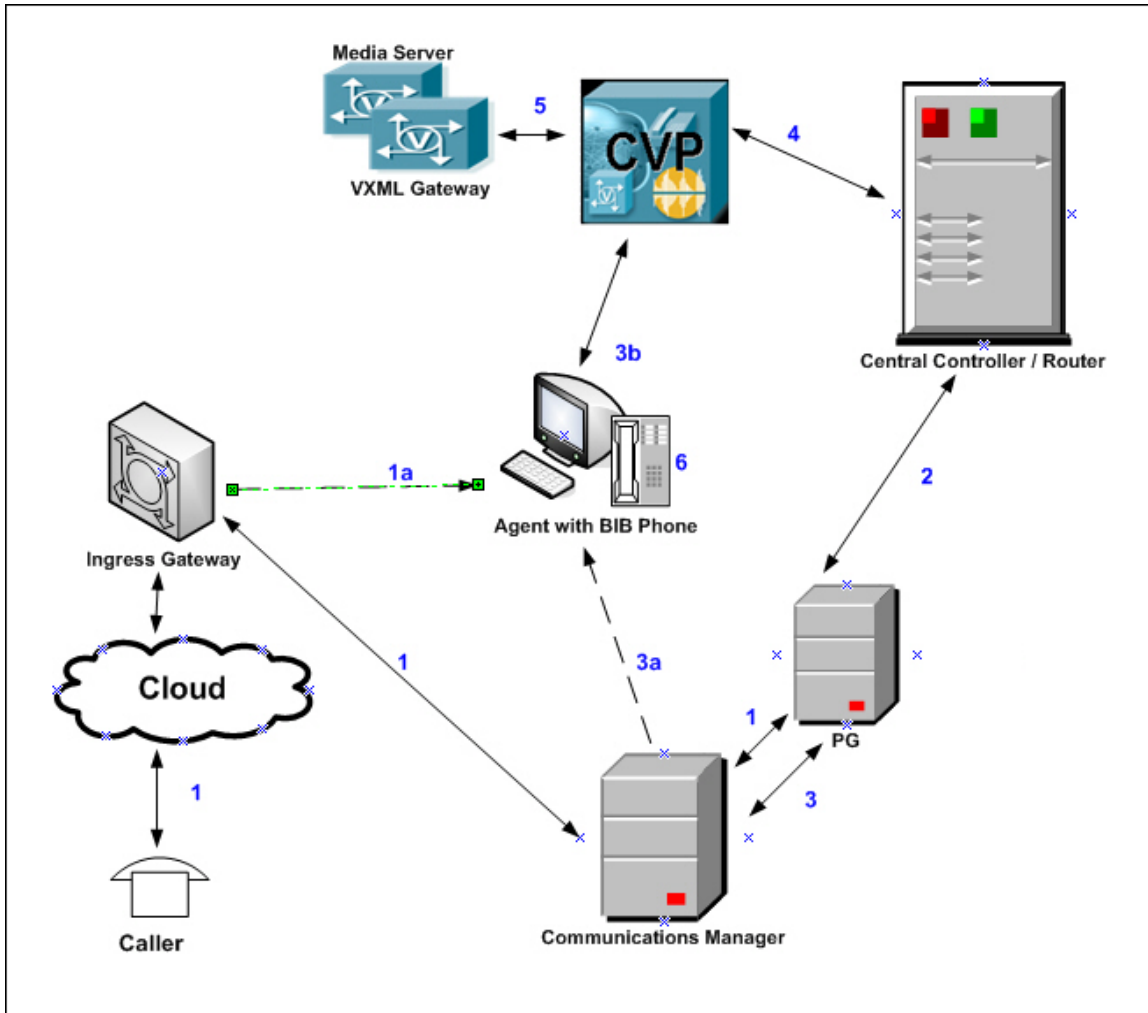 Media Server
5
CVP
4
VXML Gateway
V
V
3b
Central Controller / Router
1a
6
2
Agent with BIB Phone
Ingress Gateway
Cloud
1
3a
1
PG
3
1
Communications Manager
Caller